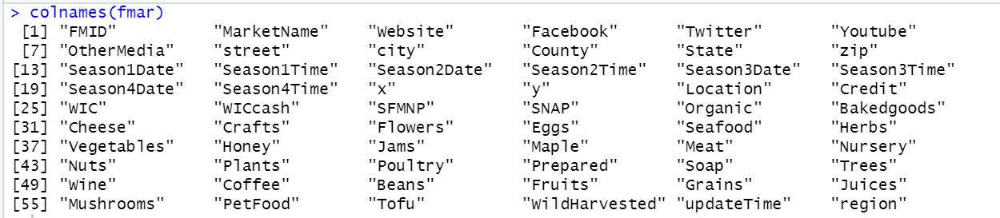 > colnames(fmar)
[1] "FMID" "MarketName" "Website" "Facebook" "Twitter" "Youtube"
[7] "OtherMedia" "street" "city" "County" "State" "zip"
[13] "Season1Date" "Season1Time" "Season2Date" "Season2Time" "Season3Date" "Season3Time"
[19] "Season4Date" "Season4Time" "x" "y" "Location" "Credit"
[25] "WIC" "WICcash" "SFMNP" "SNAP" "Organic" "Bakedgoods"
[31] "Cheese" "Crafts" "Flowers" "Eggs" "Seafood" "Herbs"
[37] "Vegetables" "Honey" "Jams" "Maple" "Meat" "Nursery"
[43] "Nuts" "Plants" "Poultry" "Prepared" "Soap" "Trees"
[49] "Wine" "Coffee" "Beans" "Fruits" "Grains" "Juices"
[55] "Mushrooms" "PetFood" "Tofu" "WildHarvested" "updateTime" "region"